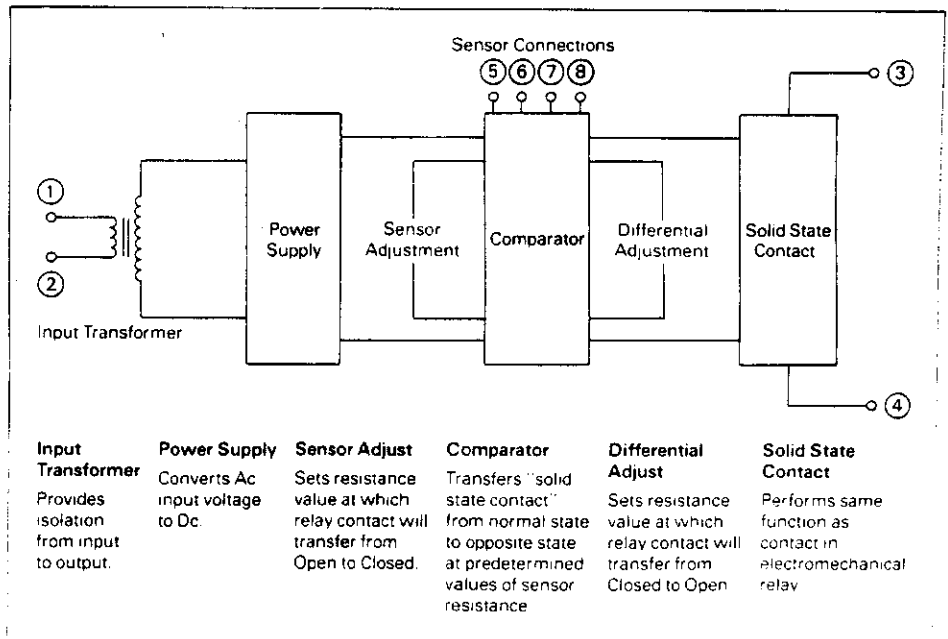 Sensor Connections
5 6 7 8
3
1
Power
Supply
Sensor
Adjustment
Comparator
Differential
Adjustment
Solid State
Contact
2
Input Transformer
4
Input
Transformer
Provides
isolation
from input
to output.
Power Supply
Converts Ac
input voltage
to Dc.
Sensor Adjust
Sets resistance
value at which
relay contact will
transfer from
Open to Closed.
Comparator
Transfers "solid
state contact"
from normal state
to opposite state
at predetermined
values of sensor
resistance
Differential
Adjust
Sets resistance
value at which
relay contact will
transfer from
Closed to Open
Solid State
Contact
Performs same
function as
contact in
electromechanical
relay